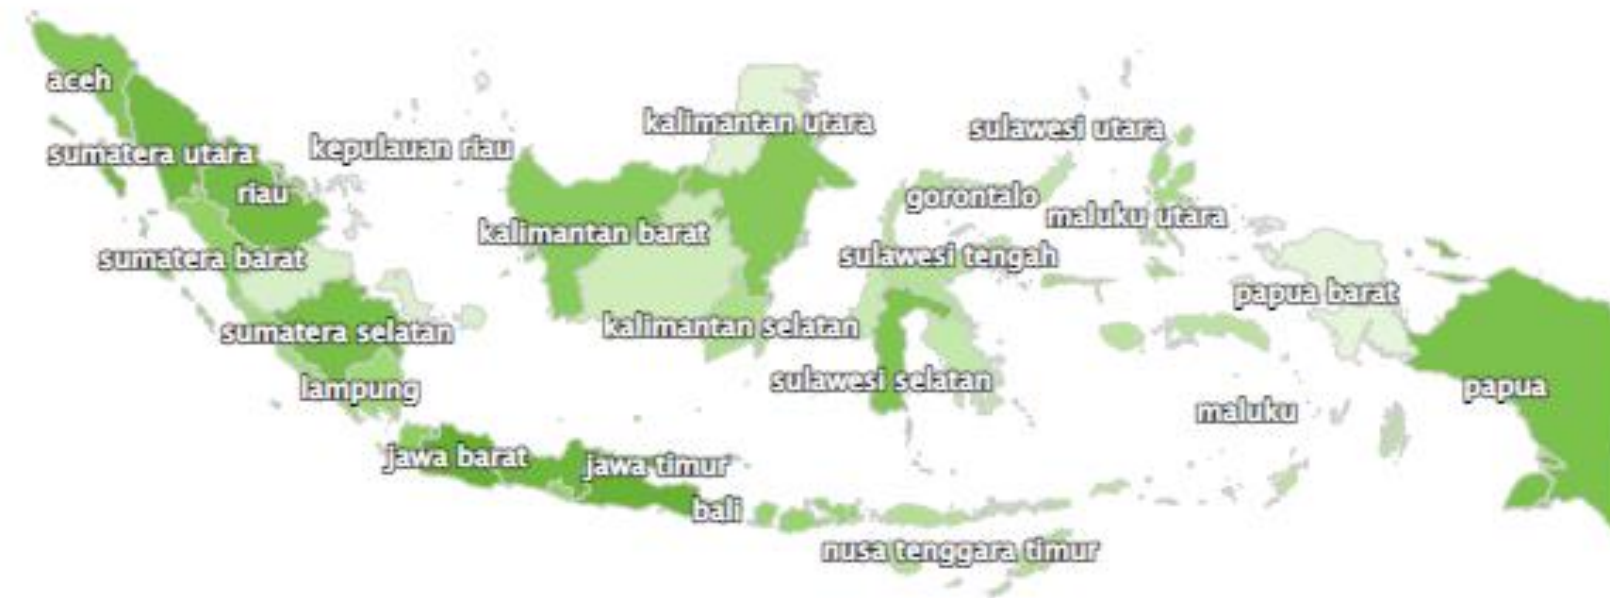 aceh
kalimantan utara
sulawesi utara
sumatera utara
kepulauan riau
riau
gorontalo
maluku utara
kalimantan barat
sumatera barat
sulawesi tengah
papua barat
sumatera selatan
kalimantan selatan
lampung
sulawesi selatan
maluku
papua
jawa barat
jawa timur
bali
nusa tenggara timur